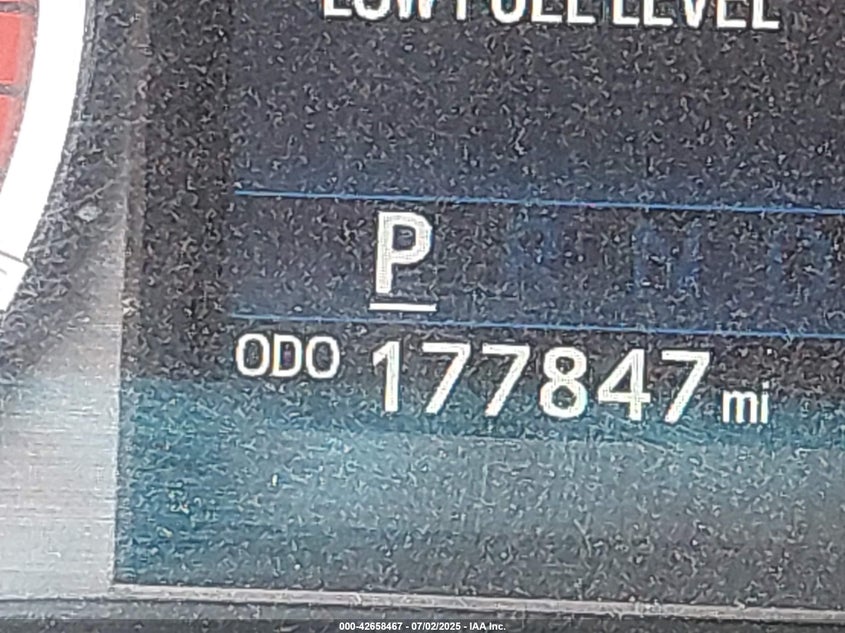 LOW FUEL LEVEL
P R N D
ODO 177847 mi
000-42658467 - 07/02/2025 - IAA Inc.